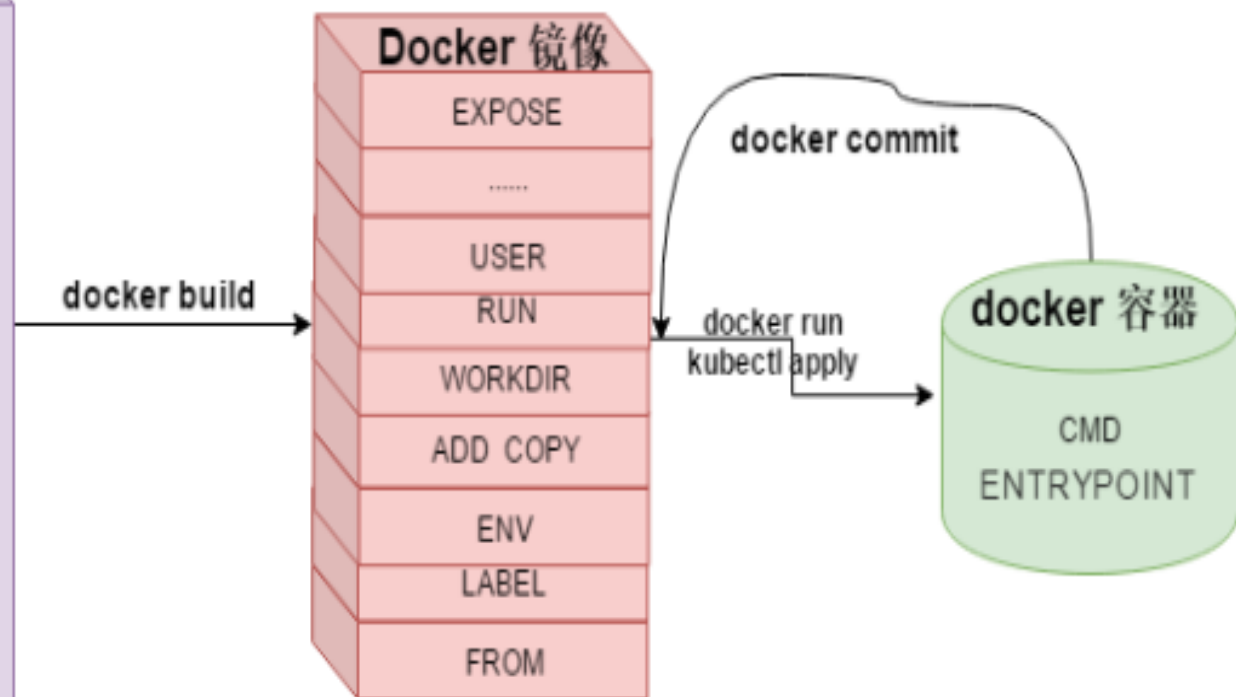 docker build
Docker 镜像
EXPOSE
......
USER
RUN
WORKDIR
ADD COPY
ENV
LABEL
FROM
docker commit
docker run
kubectl apply
docker 容器
CMD
ENTRYPOINT